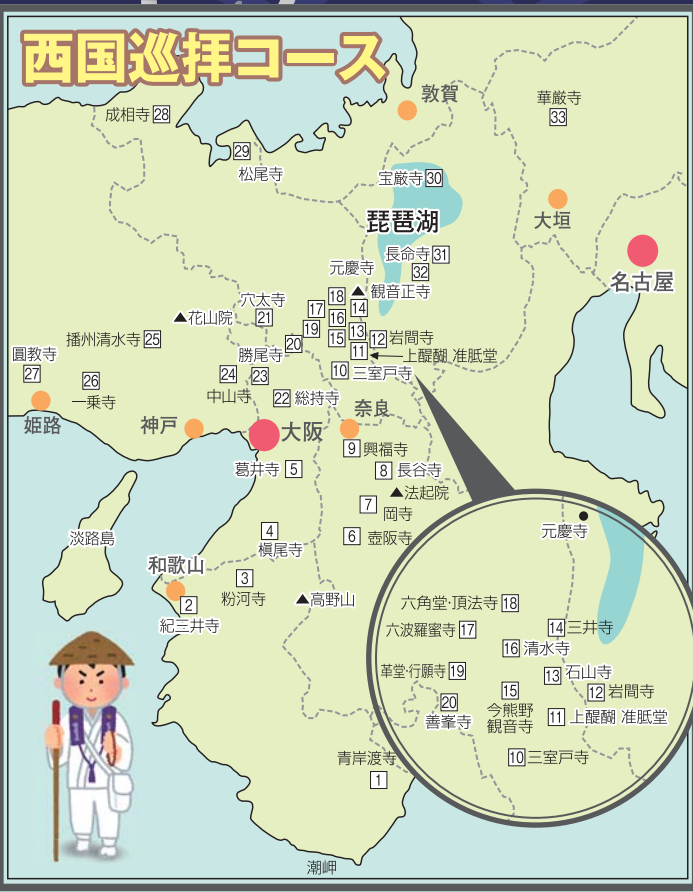 西国巡拝コース
敦賀
華厳寺
33
成相寺 28
29
松尾寺
宝厳寺 30
大垣
琵琶湖
長命寺 31
32
名古屋
元慶寺
▲観音正寺
穴太寺
21
▲花山院
18
17
14
16
19
13
15
12 岩間寺
播州清水寺 25
20
11 上醍醐 准胝堂
勝尾寺
圓教寺
27
26
一乗寺
24
中山寺
23
10 三室戸寺
22 総持寺
姫路
神戸
大阪
奈良
9 興福寺
葛井寺 5
8 長谷寺
▲法起院
7
岡寺
4
槇尾寺
6 壺阪寺
淡路島
和歌山
3
粉河寺
2
紀三井寺
▲高野山
青岸渡寺
1
潮岬
元慶寺
六角堂・頂法寺 18
六波羅蜜寺 17
14 三井寺
16 清水寺
革堂・行願寺 19
13 石山寺
15
今熊野
観音寺
12 岩間寺
20
善峯寺
11 上醍醐 准胝堂
10 三室戸寺